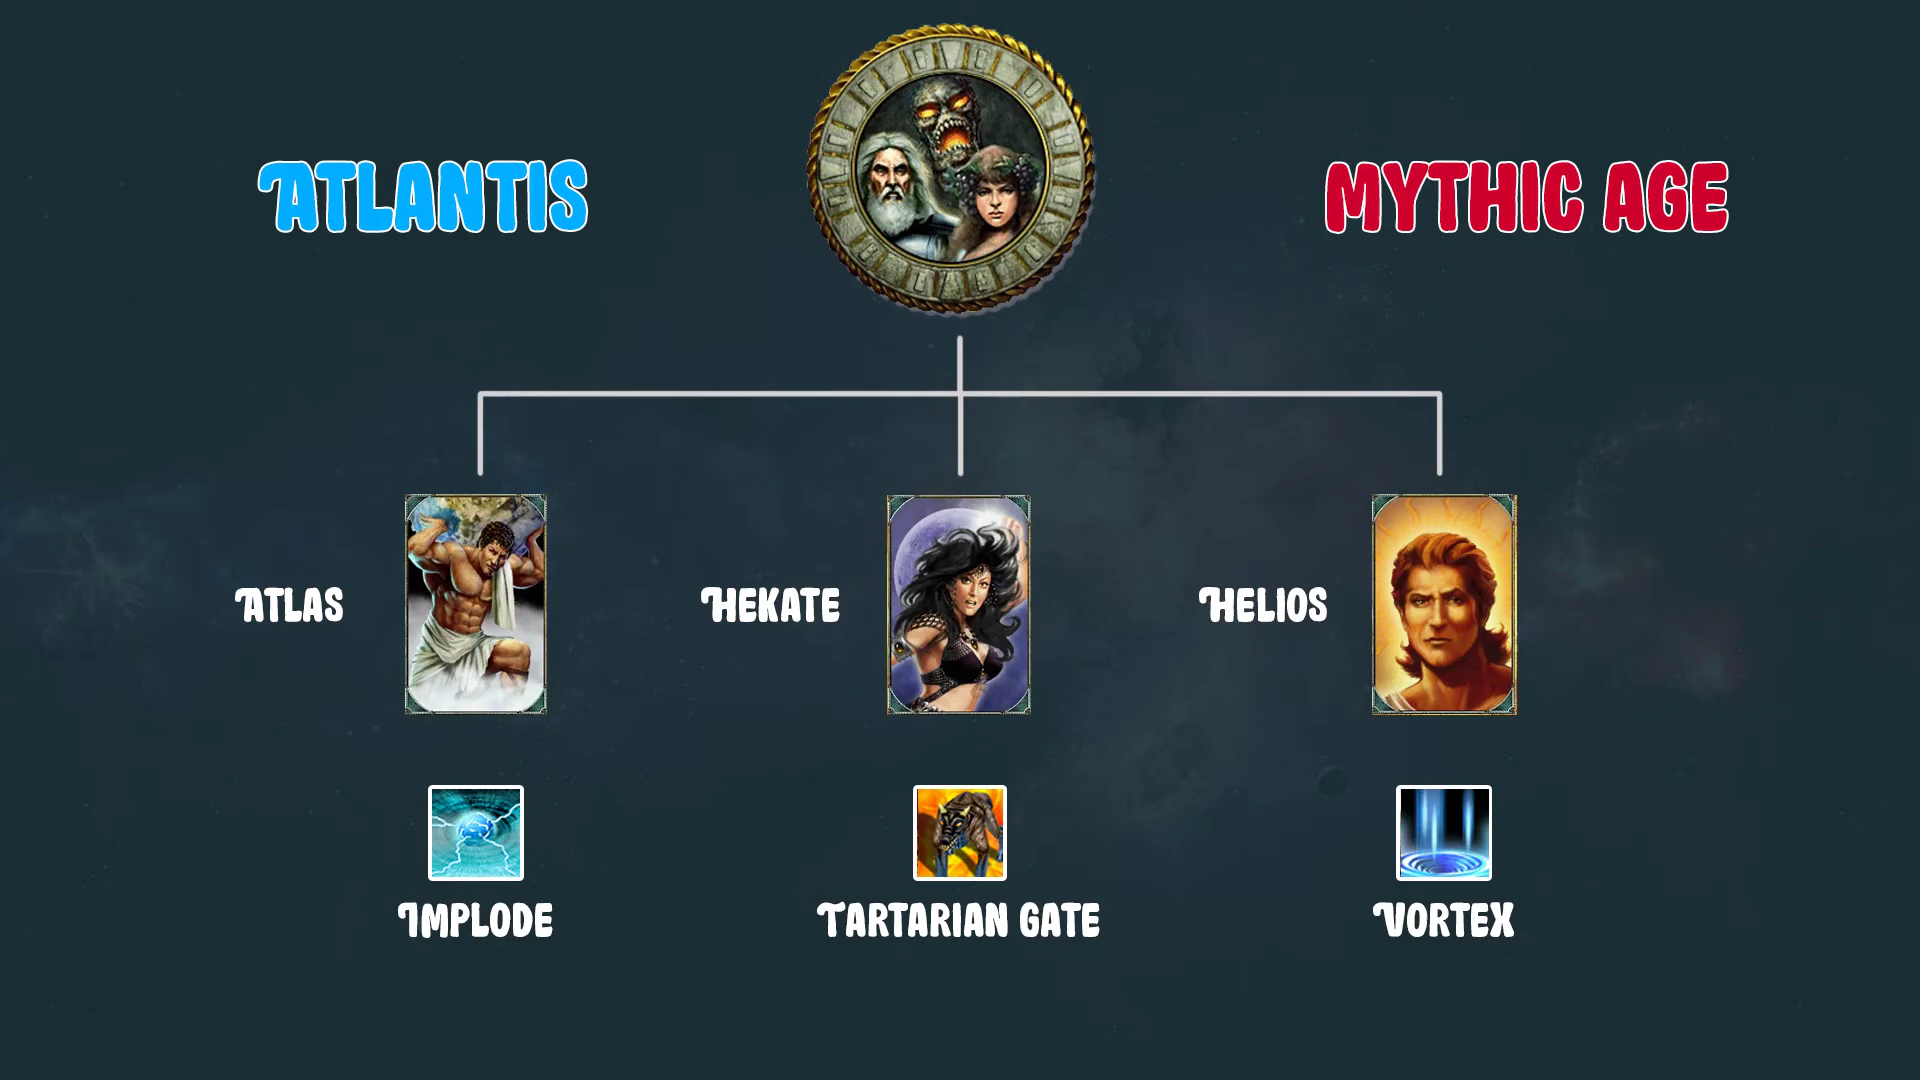 ATLANTIS
MYTHIC AGE
ATLAS
HEKATE
HELIOS
IMPLODE
TARTARIAN GATE
VORTEX